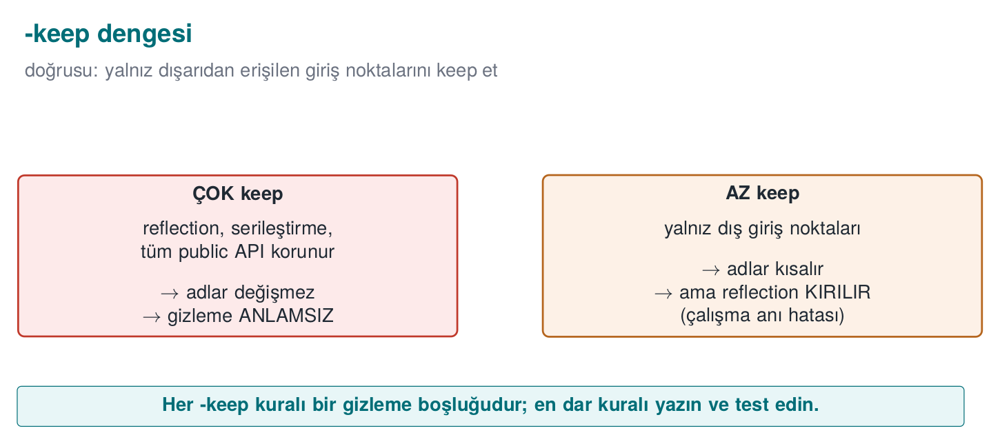 -keep dengesi
doğrusu: yalnız dışarıdan erişilen giriş noktalarını keep et
ÇOK keep
reflection, serileştirme,
tüm public API korunur
→ adlar değişmez
→ gizleme ANLAMSIZ
AZ keep
yalnız dış giriş noktaları
→ adlar kısalır
→ ama reflection KIRILIR
(çalışma anı hatası)
Her -keep kuralı bir gizleme boşluğudur; en dar kuralı yazın ve test edin.